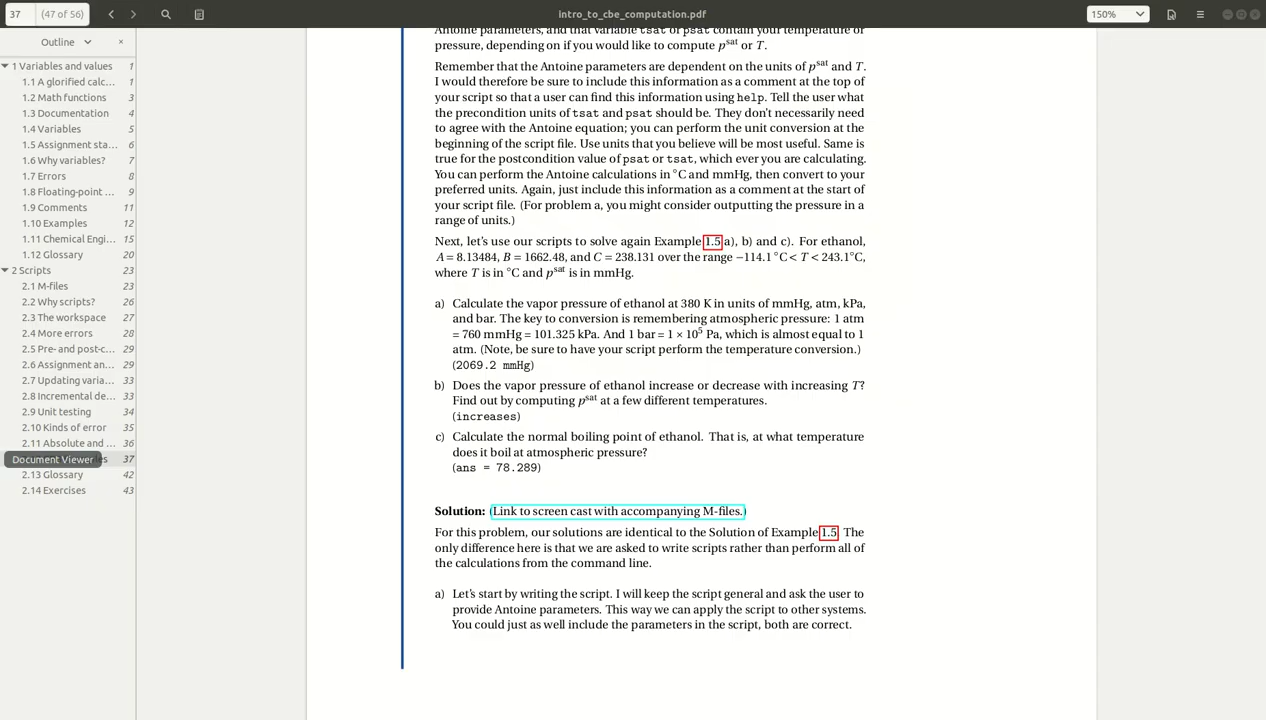 37 (47 of 56) intro_to_cbe_computation.pdf 150%
Outline
1 Variables and values 1
1.1 A glorified calc... 1
1.2 Math functions 3
1.3 Documentation 4
1.4 Variables 5
1.5 Assignment sta... 6
1.6 Why variables? 7
1.7 Errors 8
1.8 Floating-point ... 9
1.9 Comments 11
1.10 Examples 12
1.11 Chemical Engi... 15
1.12 Glossary 20
2 Scripts 23
2.1 M-files 23
2.2 Why scripts? 26
2.3 The workspace 27
2.4 More errors 28
2.5 Pre- and post-c... 29
2.6 Assignment an... 29
2.7 Updating varia... 33
2.8 Incremental de... 33
2.9 Unit testing 34
2.10 Kinds of error 35
2.11 Absolute and ... 36
Document Viewer 37
2.13 Glossary 42
2.14 Exercises 43
Antoine parameters, and that variable tsat or psat contain your temperature or
pressure, depending on if you would like to compute p^sat or T.
Remember that the Antoine parameters are dependent on the units of p^sat and T.
I would therefore be sure to include this information as a comment at the top of
your script so that a user can find this information using help. Tell the user what
the precondition units of tsat and psat should be. They don't necessarily need
to agree with the Antoine equation; you can perform the unit conversion at the
beginning of the script file. Use units that you believe will be most useful. Same is
true for the postcondition value of psat or tsat, which ever you are calculating.
You can perform the Antoine calculations in °C and mmHg, then convert to your
preferred units. Again, just include this information as a comment at the start of
your script file. (For problem a, you might consider outputting the pressure in a
range of units.)
Next, let's use our scripts to solve again Example 1.5 a), b) and c). For ethanol,
A = 8.13484, B = 1662.48, and C = 238.131 over the range −114.1 °C < T < 243.1°C,
where T is in °C and p^sat is in mmHg.
a) Calculate the vapor pressure of ethanol at 380 K in units of mmHg, atm, kPa,
and bar. The key to conversion is remembering atmospheric pressure: 1 atm
= 760 mmHg = 101.325 kPa. And 1 bar = 1 × 10^5 Pa, which is almost equal to 1
atm. (Note, be sure to have your script perform the temperature conversion.)
(2069.2 mmHg)
b) Does the vapor pressure of ethanol increase or decrease with increasing T?
Find out by computing p^sat at a few different temperatures.
(increases)
c) Calculate the normal boiling point of ethanol. That is, at what temperature
does it boil at atmospheric pressure?
(ans = 78.289)
Solution: (Link to screen cast with accompanying M-files.)
For this problem, our solutions are identical to the Solution of Example 1.5. The
only difference here is that we are asked to write scripts rather than perform all of
the calculations from the command line.
a) Let's start by writing the script. I will keep the script general and ask the user to
provide Antoine parameters. This way we can apply the script to other systems.
You could just as well include the parameters in the script, both are correct.